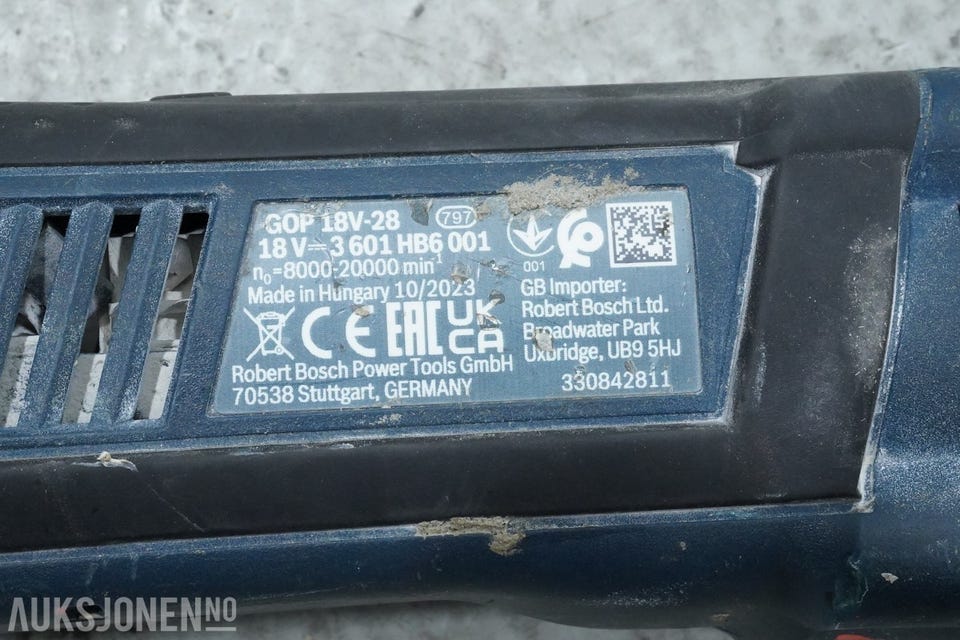 GOP 18V-28 797
18 V⎓ 3 601 HB6 001
n₀=8000-20000 min⁻¹
Made in Hungary 10/2023
CE EAC UK CA
Robert Bosch Power Tools GmbH
70538 Stuttgart, GERMANY
001
GB Importer:
Robert Bosch Ltd.
Broadwater Park
Uxbridge, UB9 5HJ
330842811
AUKSJONEN.NO